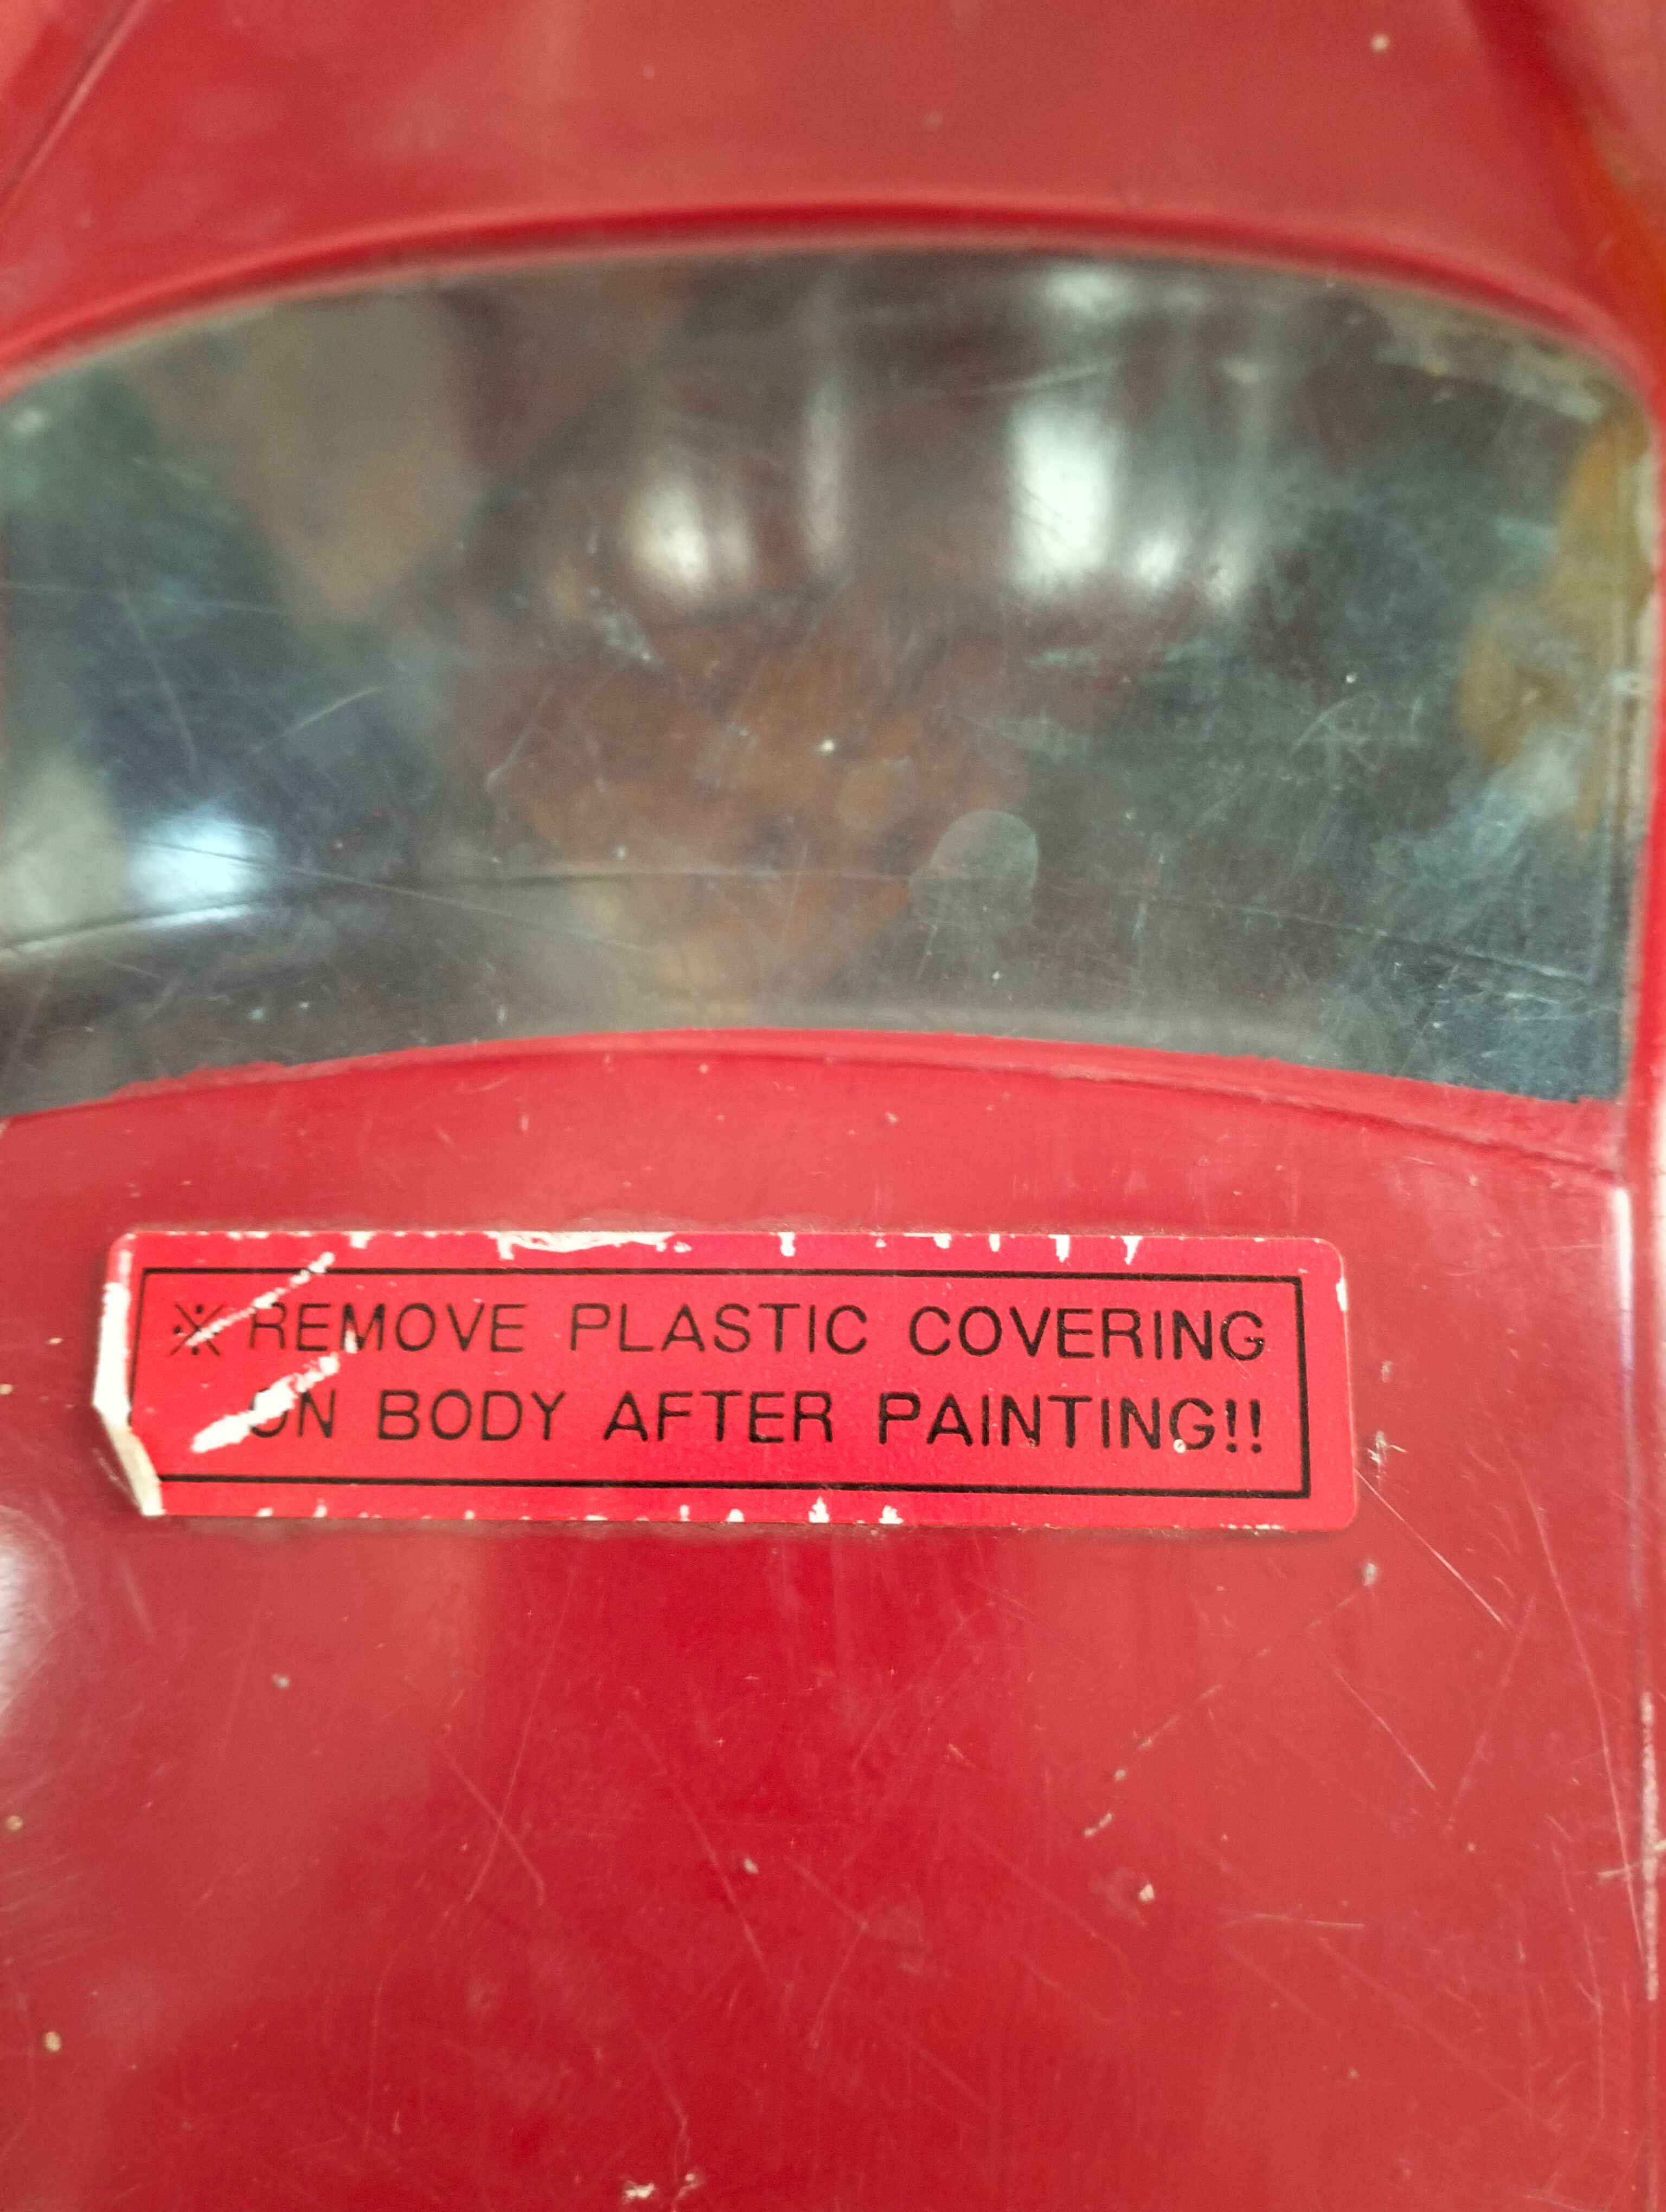 ※ REMOVE PLASTIC COVERING
ON BODY AFTER PAINTING!!